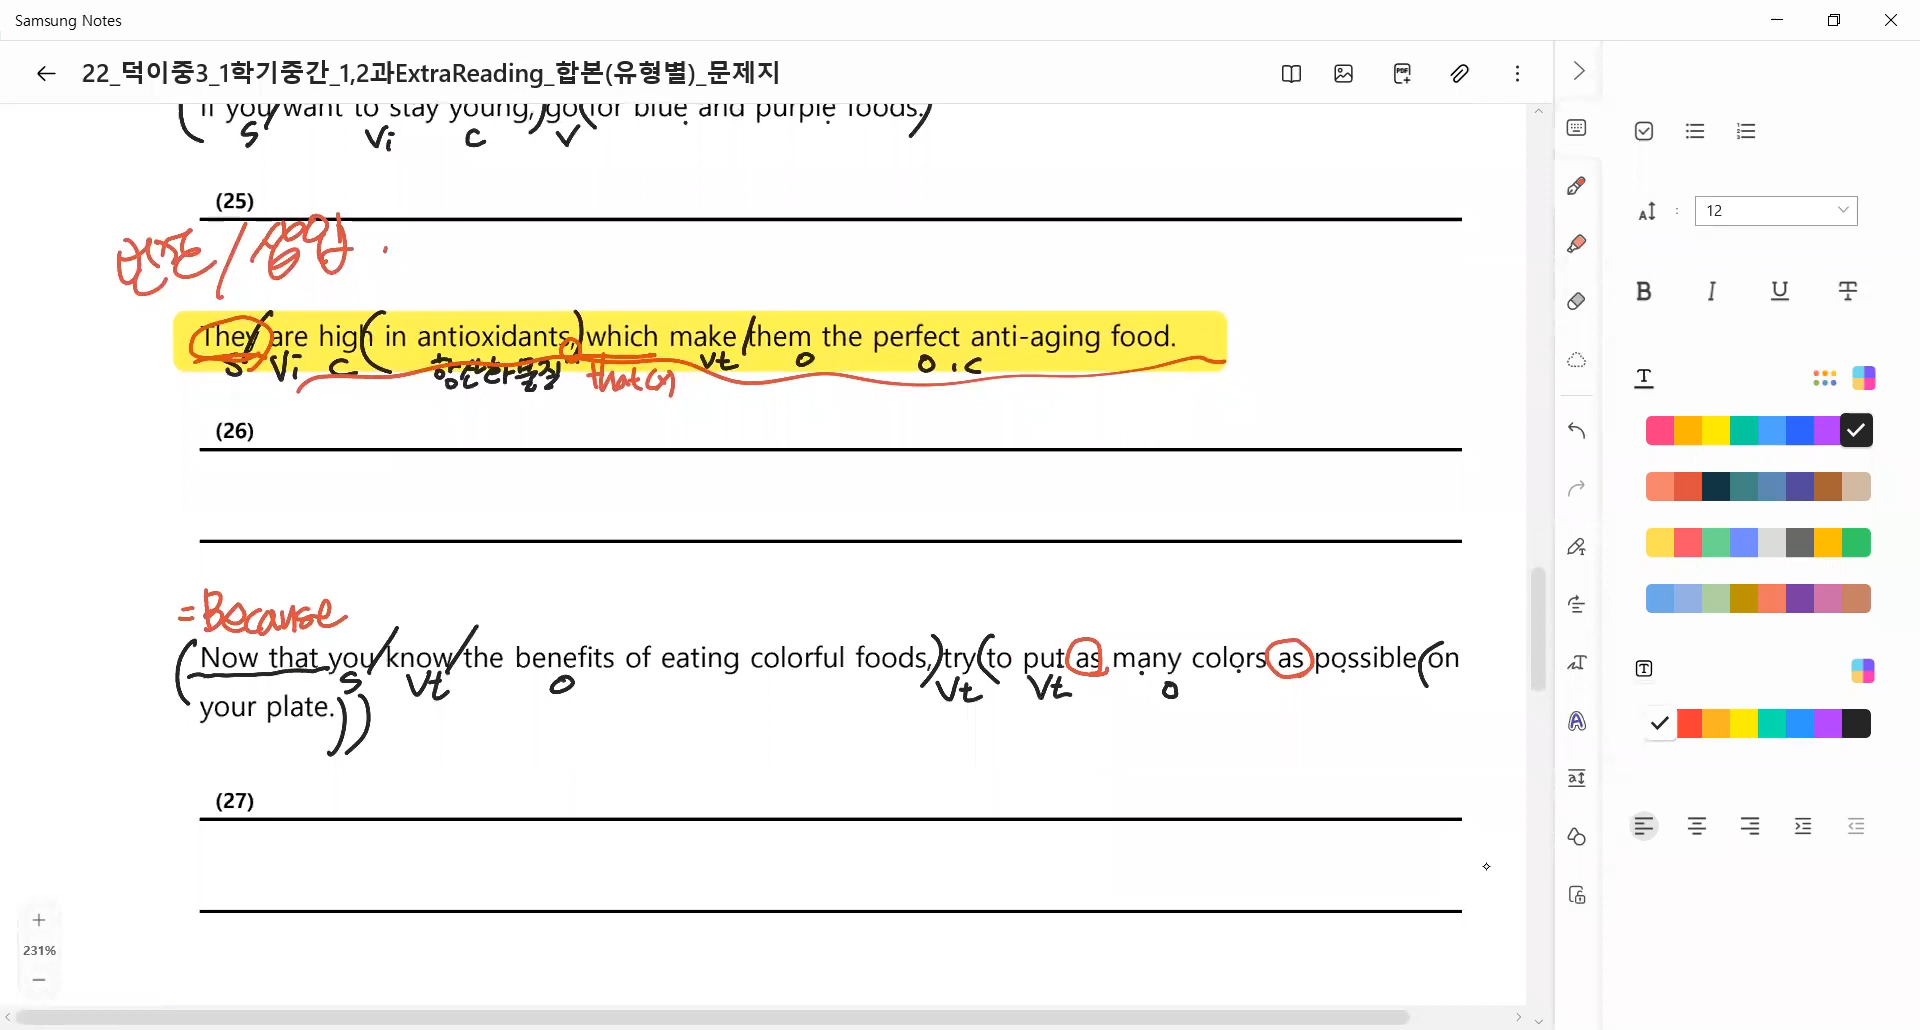 Samsung Notes
22_덕이중3_1학기중간_1,2과ExtraReading_합본(유형별)_문제지
If you want to stay young, go for blue and purple foods.
S Vi C V
(25)
12
They are high in antioxidants, which make them the perfect anti-aging food.
S Vi C 항산화물질 that(x) Vt O O.C
(26)
= Because
Now that you know the benefits of eating colorful foods, try to put as many colors as possible on
S Vt O Vt Vt O
your plate.
(27)
231%